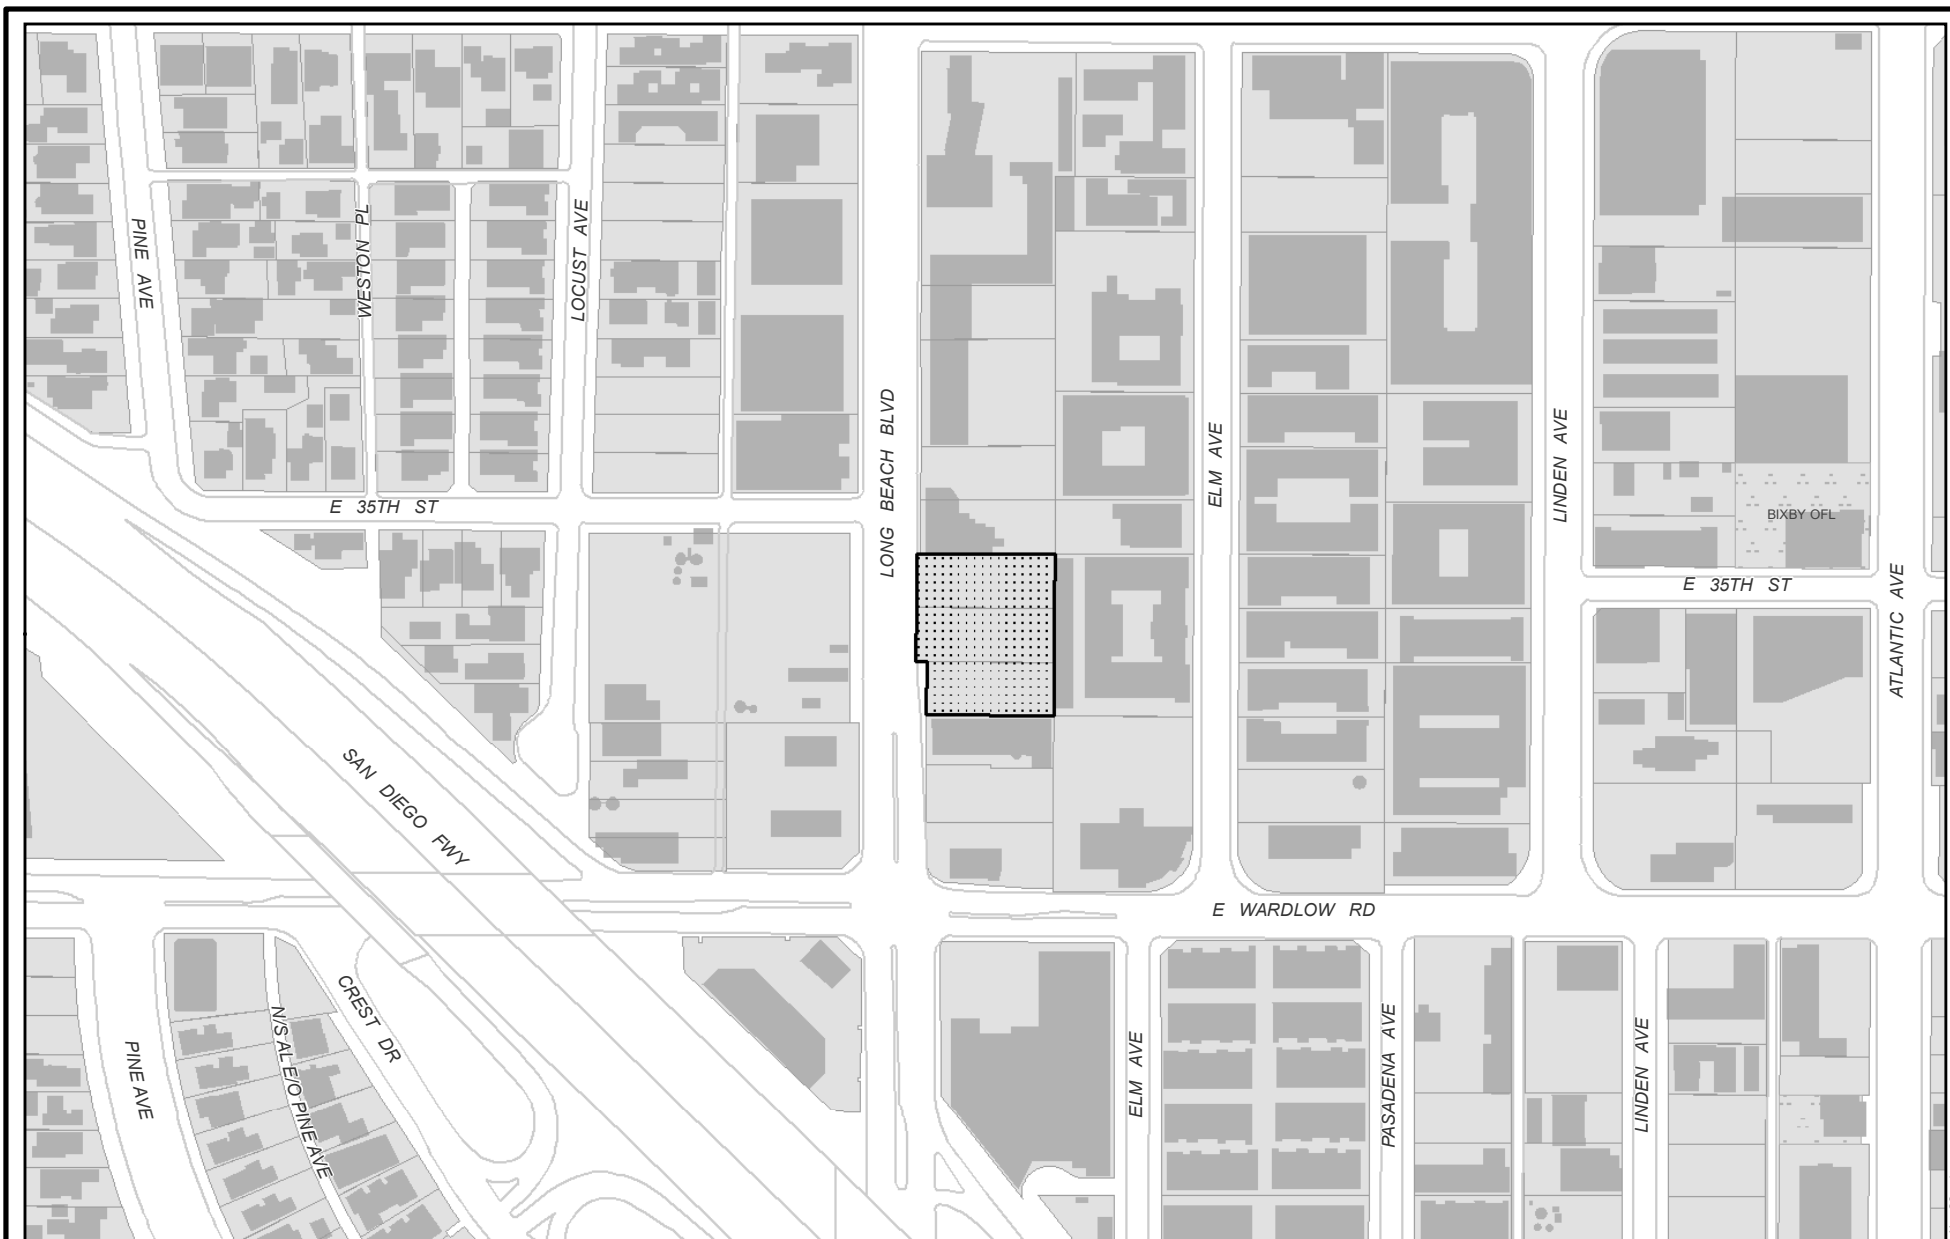 PINE AVE
WESTON PL
LOCUST AVE
LONG BEACH BLVD
ELM AVE
LINDEN AVE
E 35TH ST
BIXBY OFL
E 35TH ST
ATLANTIC AVE
SAN DIEGO FWY
E WARDLOW RD
PINE AVE
N/S AL E/O PINE AVE
CREST DR
ELM AVE
PASADENA AVE
LINDEN AVE